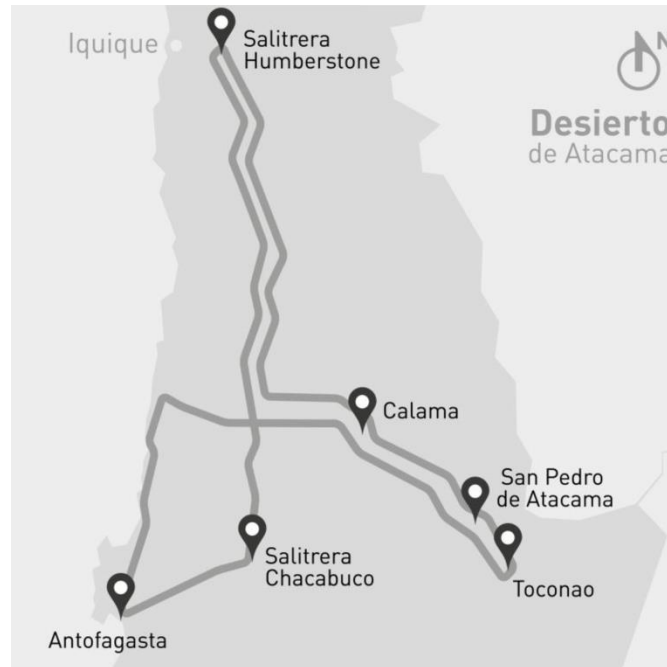 Iquique
Salitrera
Humberstone
N
Desierto
de Atacama
Calama
San Pedro
de Atacama
Salitrera
Chacabuco
Toconao
Antofagasta